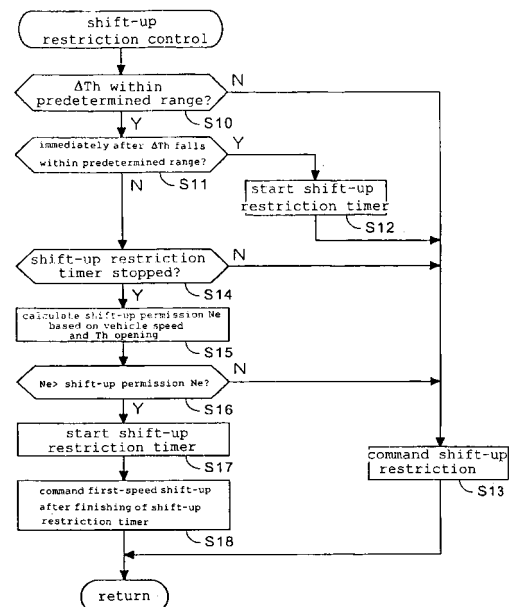 shift-up
restriction control
ΔTh within
predetermined range?
N
Y
S10
immediately after ΔTh falls
within predetermined range?
Y
N
S11
start shift-up
restriction timer
S12
shift-up restriction
timer stopped?
N
Y
S14
calculate shift-up permission Ne
based on vehicle speed
and Th opening
S15
Ne> shift-up permission Ne?
N
Y
S16
start shift-up
restriction timer
S17
command shift-up
restriction
S13
command first-speed shift-up
after finishing of shift-up
restriction timer
S18
return